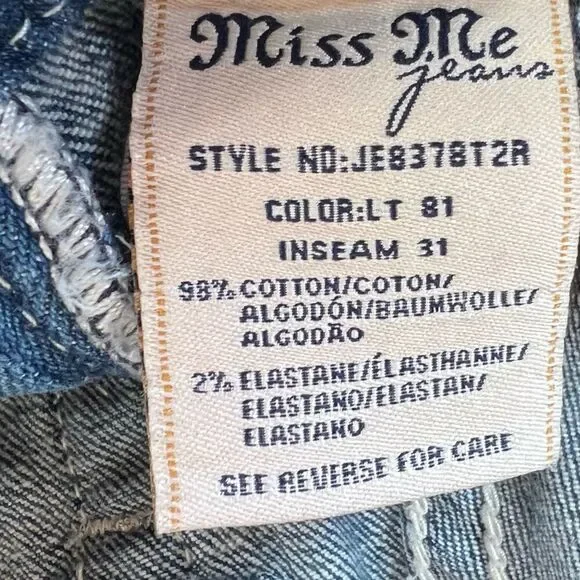 Miss Me
jeans
STYLE NO:JE8378T2R
COLOR:LT 81
INSEAM 31
98% COTTON/COTON/
ALGODÓN/BAUMWOLLE/
ALGODÃO
2% ELASTANE/ÉLASTHANNE/
ELASTANO/ELASTAN/
ELASTANO
SEE REVERSE FOR CARE